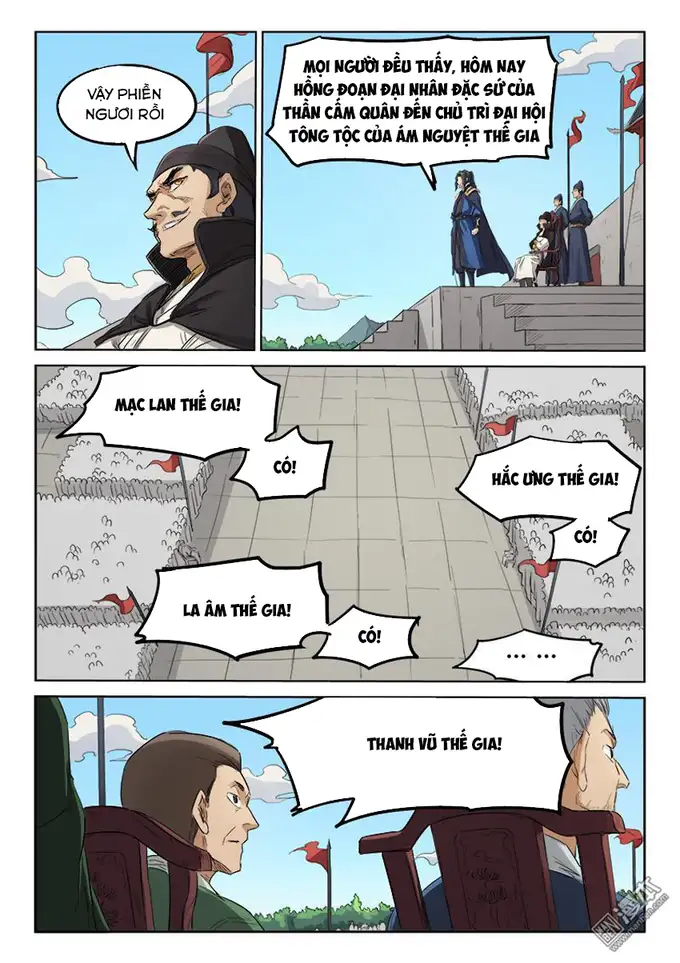 VẬY PHIỀN
NGƯƠI RỒI
MỌI NGƯỜI ĐỀU THẤY, HÔM NAY
HỒNG ĐOẠN ĐẠI NHÂN ĐẶC SỨ CỦA
THẦN CẤM QUÂN ĐẾN CHỦ TRÌ ĐẠI HỘI
TÔNG TỘC CỦA ÁM NGUYỆT THẾ GIA
MẠC LAN THẾ GIA!
CÓ!
HẮC ƯNG THẾ GIA!
CÓ!
LA ÂM THẾ GIA!
CÓ!
... ...
THANH VŨ THẾ GIA!
漫本